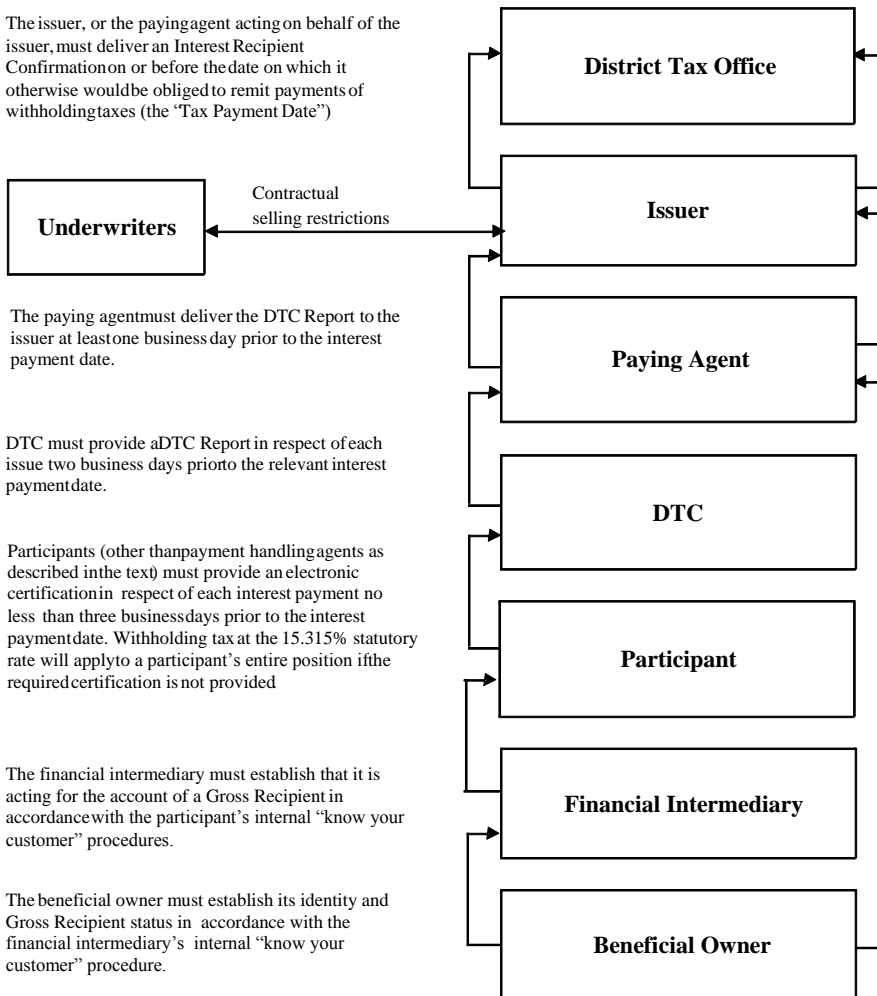 The issuer, or the paying agent acting on behalf of the
issuer, must deliver an Interest Recipient
Confirmation on or before the date on which it
otherwise would be obliged to remit payments of
withholding taxes (the “Tax Payment Date”)
District Tax Office
Contractual
selling restrictions
Underwriters
Issuer
The paying agent must deliver the DTC Report to the
issuer at least one business day prior to the interest
payment date.
Paying Agent
DTC must provide a DTC Report in respect of each
issue two business days prior to the relevant interest
payment date.
DTC
Participants (other than payment handling agents as
described in the text) must provide an electronic
certification in respect of each interest payment no
less than three business days prior to the interest
payment date. Withholding tax at the 15.315% statutory
rate will apply to a participant’s entire position if the
required certification is not provided
Participant
The financial intermediary must establish that it is
acting for the account of a Gross Recipient in
accordance with the participant’s internal “know your
customer” procedures.
Financial Intermediary
The beneficial owner must establish its identity and
Gross Recipient status in accordance with the
financial intermediary’s internal “know your
customer” procedure.
Beneficial Owner